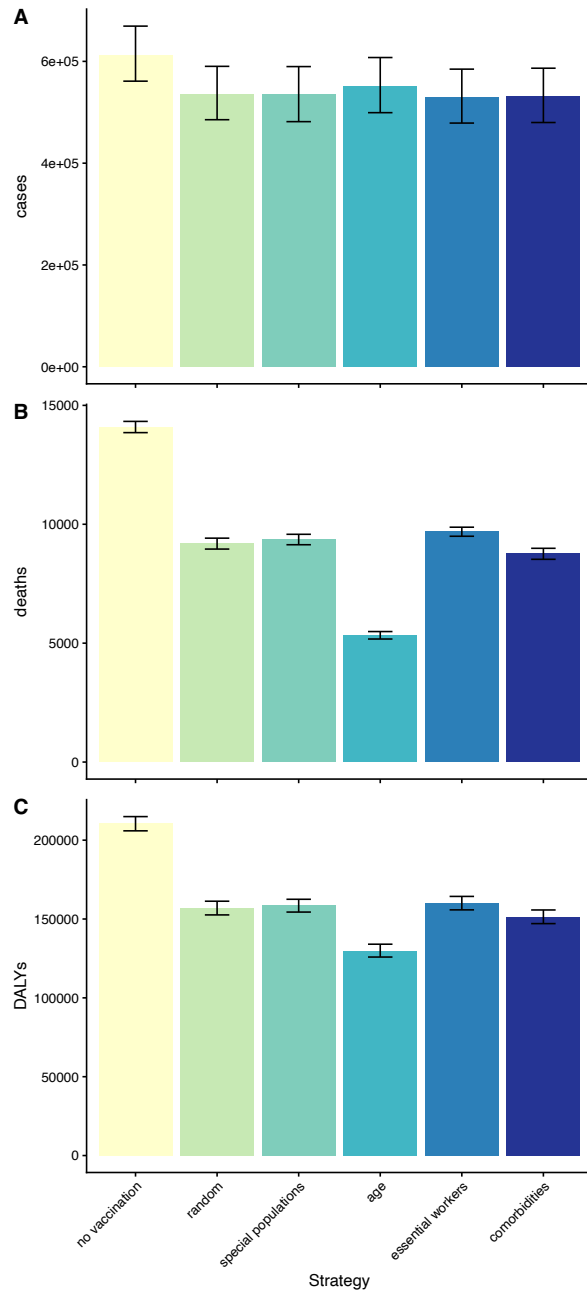 A
6e+05
4e+05
2e+05
0e+00
cases
B
15000
10000
5000
0
deaths
C
200000
150000
100000
50000
0
DALYs
no vaccination
random
special populations
age
essential workers
comorbidities
Strategy